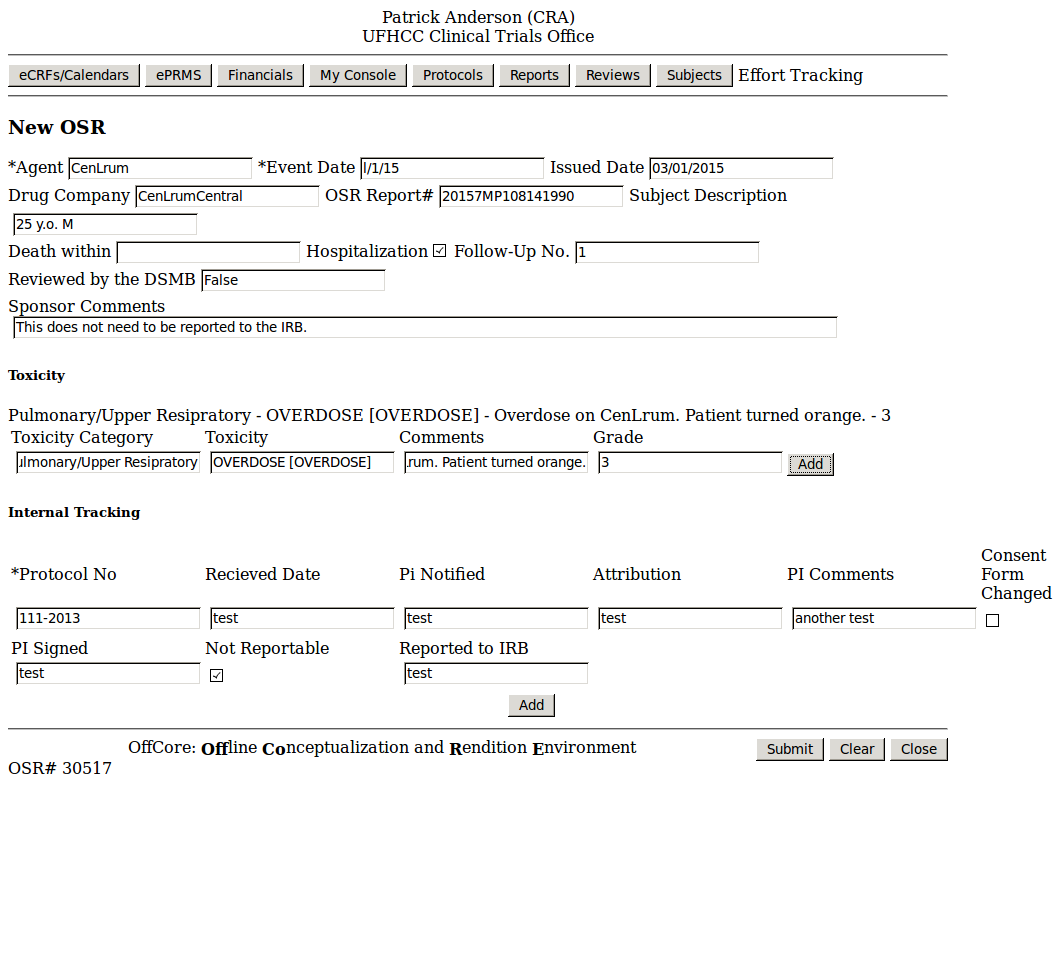 Patrick Anderson (CRA)
UFHCC Clinical Trials Office
eCRFs/Calendars ePRMS Financials My Console Protocols Reports Reviews Subjects Effort Tracking
New OSR
*Agent CenLrum *Event Date l/1/15 Issued Date 03/01/2015
Drug Company CenLrumCentral OSR Report# 20157MP108141990 Subject Description
25 y.o. M
Death within Hospitalization Follow-Up No. 1
Reviewed by the DSMB False
Sponsor Comments
This does not need to be reported to the IRB.
Toxicity
Pulmonary/Upper Resipratory - OVERDOSE [OVERDOSE] - Overdose on CenLrum. Patient turned orange. - 3
Toxicity Category Toxicity Comments Grade
ulmonary/Upper Resipratory OVERDOSE [OVERDOSE] .rum. Patient turned orange. 3 Add
Internal Tracking
*Protocol No Recieved Date Pi Notified Attribution PI Comments Consent Form Changed
111-2013 test test test another test
PI Signed Not Reportable Reported to IRB
test test
Add
OffCore: Offline Conceptualization and Rendition Environment Submit Clear Close
OSR# 30517